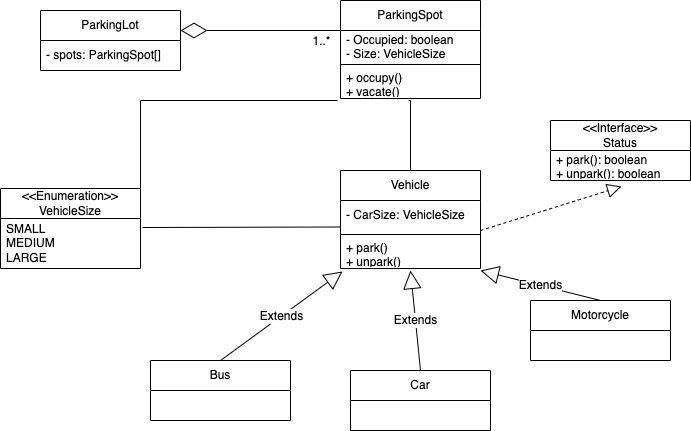 ParkingLot
- spots: ParkingSpot[]
1..*
ParkingSpot
- Occupied: boolean
- Size: VehicleSize
+ occupy()
+ vacate()
<<Interface>>
Status
+ park(): boolean
+ unpark(): boolean
<<Enumeration>>
VehicleSize
SMALL
MEDIUM
LARGE
Vehicle
- CarSize: VehicleSize
+ park()
+ unpark()
Extends
Extends
Extends
Bus
Car
Motorcycle